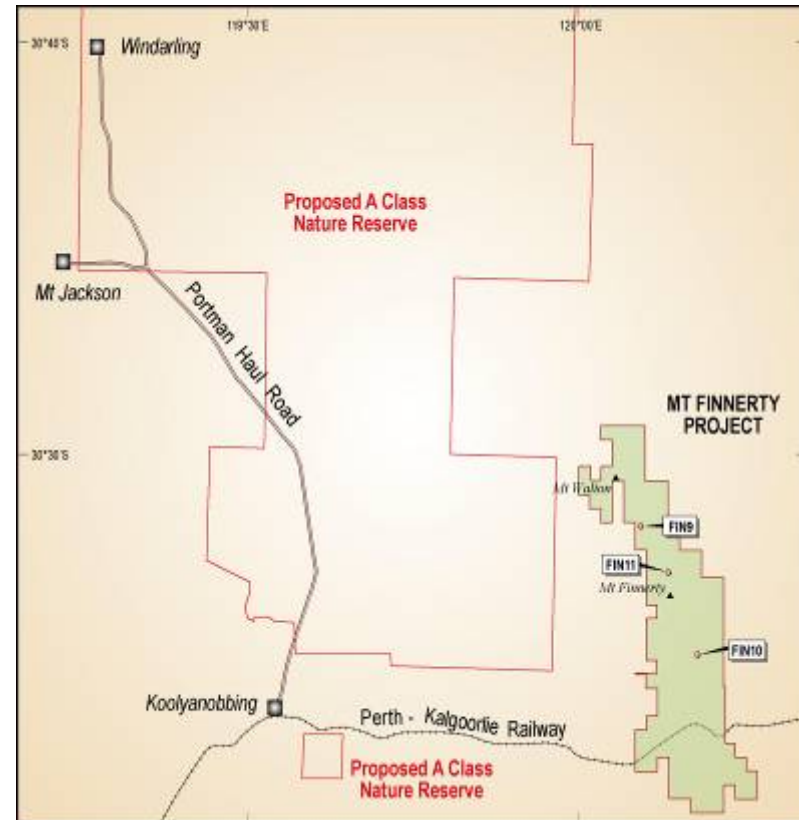 119°30'E
120°00'E
30°40'S
Windarling
Proposed A Class
Nature Reserve
Mt Jackson
Portman Haul Road
MT FINNERTY
PROJECT
30°30'S
Mt Walton
FIN9
FIN11
Mt Finnerty
FIN10
Koolyanobbing
Perth - Kalgoorlie Railway
Proposed A Class
Nature Reserve